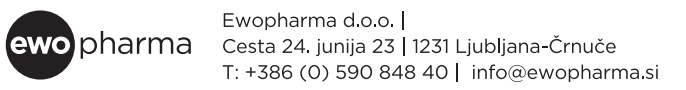 ewopharma
Ewopharma d.o.o. |
Cesta 24. junija 23 | 1231 Ljubljana-Črnuče
T: +386 (0) 590 848 40 | info@ewopharma.si